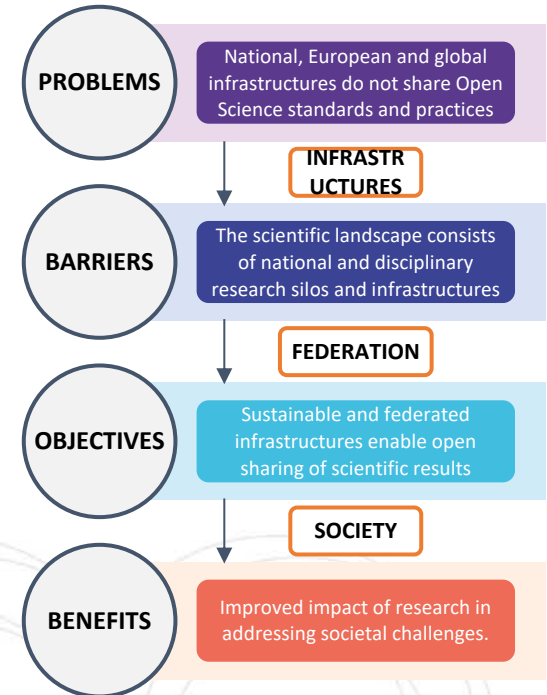 PROBLEMS
National, European and global
infrastructures do not share Open
Science standards and practices
INFRASTR
UCTURES
BARRIERS
The scientific landscape consists
of national and disciplinary
research silos and infrastructures
FEDERATION
OBJECTIVES
Sustainable and federated
infrastructures enable open
sharing of scientific results
SOCIETY
BENEFITS
Improved impact of research in
addressing societal challenges.